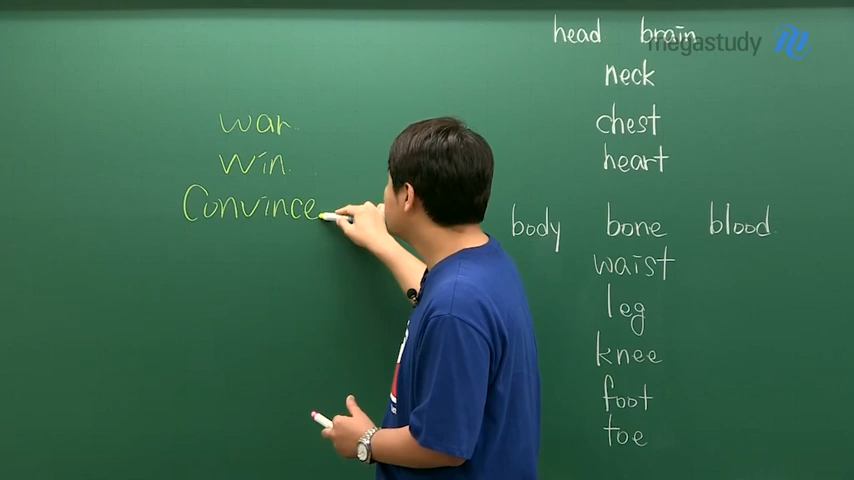 head brain
megastudy
neck
chest
heart
body bone blood
waist
leg
knee
foot
toe
war.
win.
Convince